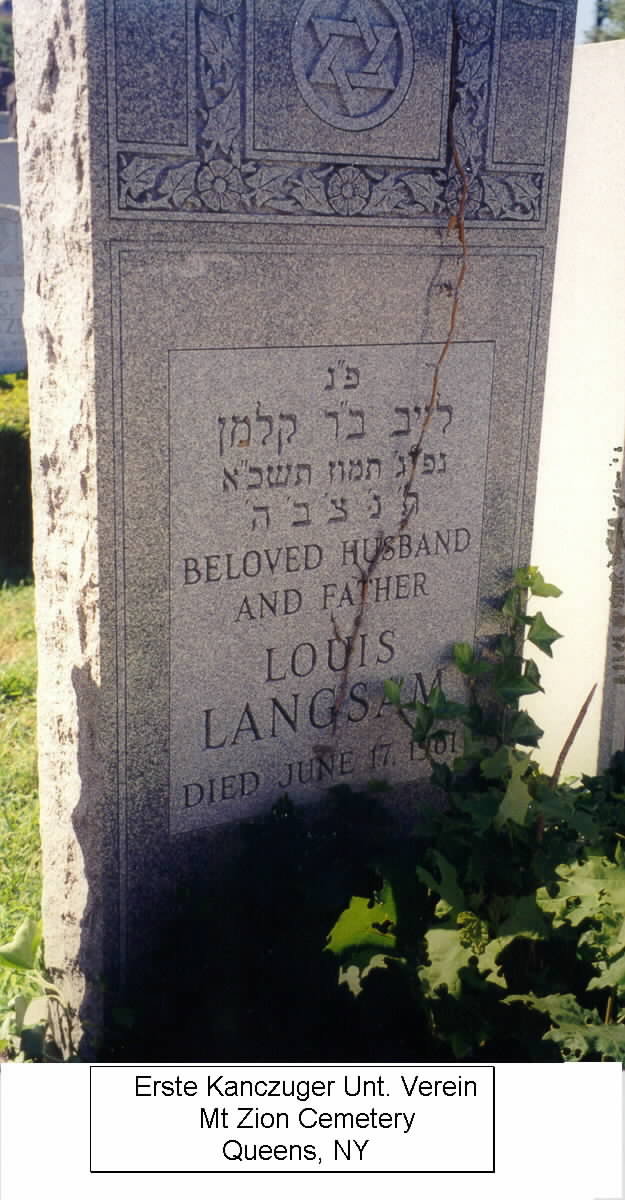 פ"נ
לייב ב"ר קלמן
נפ' ג' תמוז תשכ"א
ת' נ' צ' ב' ה'
BELOVED HUSBAND
AND FATHER
LOUIS
LANGSAM
DIED JUNE 17, 1961
Erste Kanczuger Unt. Verein
Mt Zion Cemetery
Queens, NY